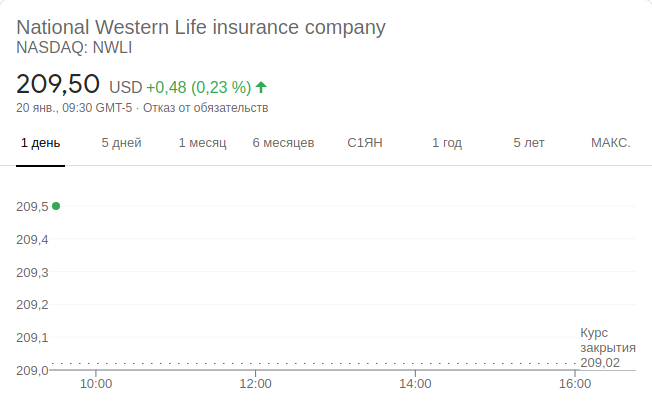 National Western Life insurance company
NASDAQ: NWLI
209,50 USD +0,48 (0,23 %)
20 янв., 09:30 GMT-5 · Отказ от обязательств
1 день 5 дней 1 месяц 6 месяцев С1ЯН 1 год 5 лет МАКС.
209,5
209,4
209,3
209,2
209,1
209,0
Курс
закрытия
209,02
10:00 12:00 14:00 16:00